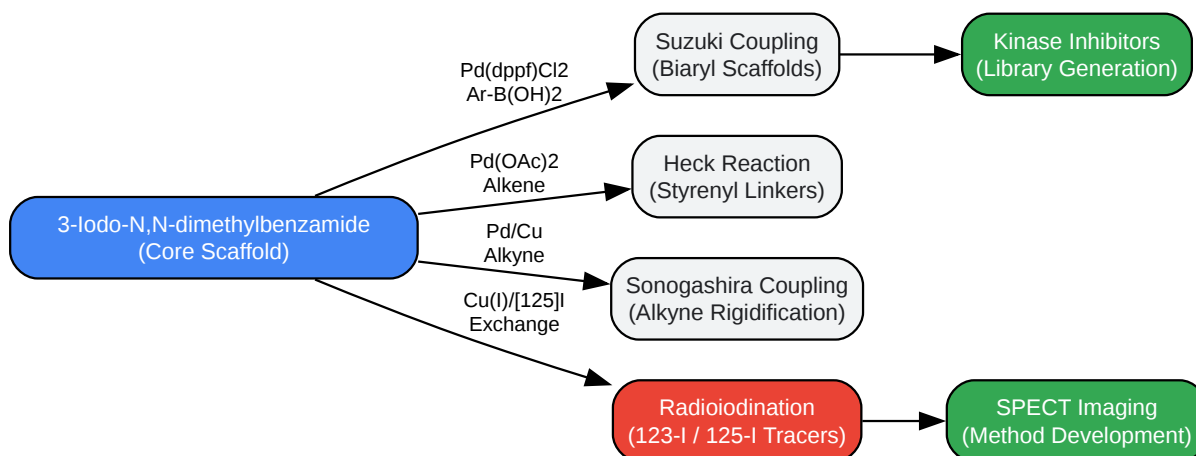 Suzuki Coupling
(Biaryl Scaffolds)
Kinase Inhibitors
(Library Generation)
Pd(dppf)Cl2
Ar-B(OH)2
Pd(OAc)2
Alkene
Heck Reaction
(Styrenyl Linkers)
3-Iodo-N,N-dimethylbenzamide
(Core Scaffold)
Pd/Cu
Alkyne
Sonogashira Coupling
(Alkyne Rigidification)
Cu(I)/[125]I
Exchange
Radioiodination
(123-I / 125-I Tracers)
SPECT Imaging
(Method Development)